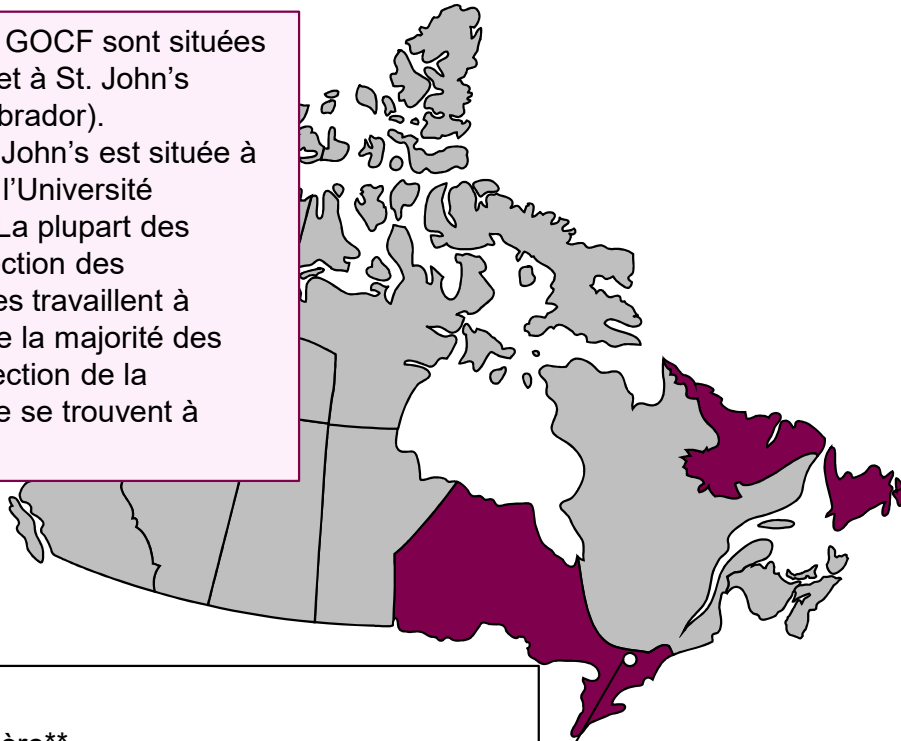 GOCF sont situées
et à St. John’s
brador).
John’s est située à
l’Université
La plupart des
ction des
es travaillent à
e la majorité des
ection de la
e se trouvent à